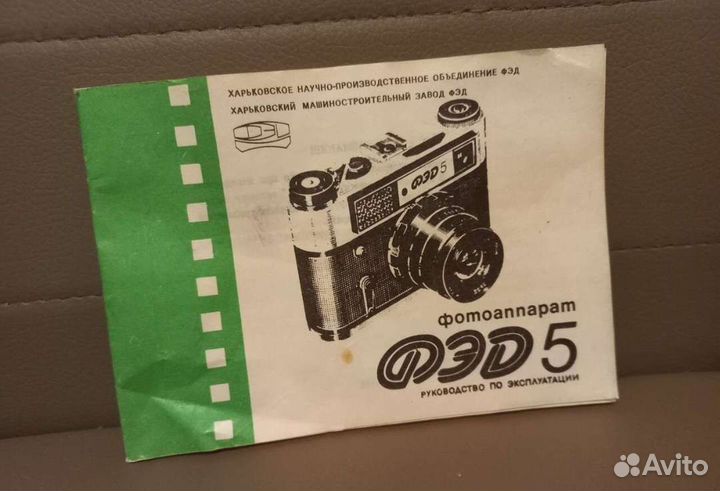 ХАРЬКОВСКОЕ НАУЧНО-ПРОИЗВОДСТВЕННОЕ ОБЪЕДИНЕНИЕ ФЭД
ХАРЬКОВСКИЙ МАШИНОСТРОИТЕЛЬНЫЙ ЗАВОД ФЭД
ФЭД 5
фотоаппарат
ФЭД 5
РУКОВОДСТВО ПО ЭКСПЛУАТАЦИИ
Avito